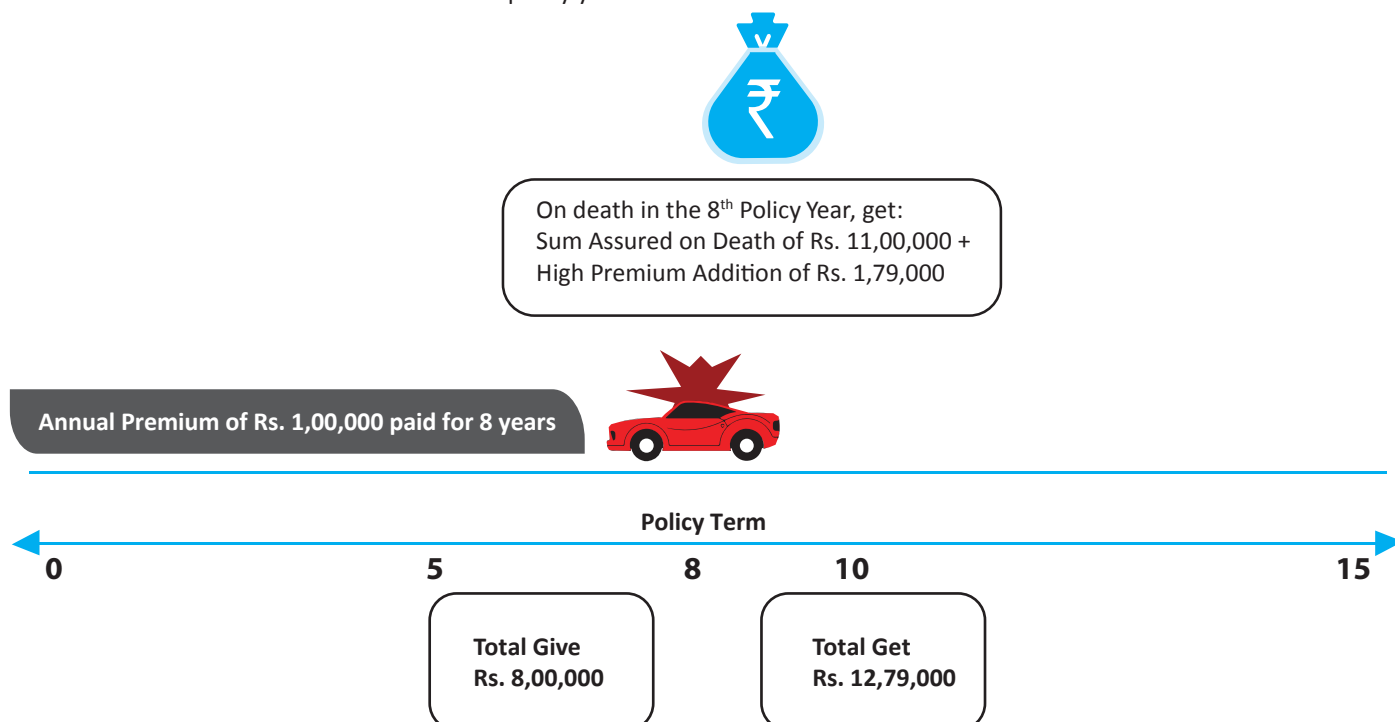 ₹
On death in the 8th Policy Year, get:
Sum Assured on Death of Rs. 11,00,000 +
High Premium Addition of Rs. 1,79,000
Annual Premium of Rs. 1,00,000 paid for 8 years
Policy Term
0 5 8 10 15
Total Give
Rs. 8,00,000
Total Get
Rs. 12,79,000